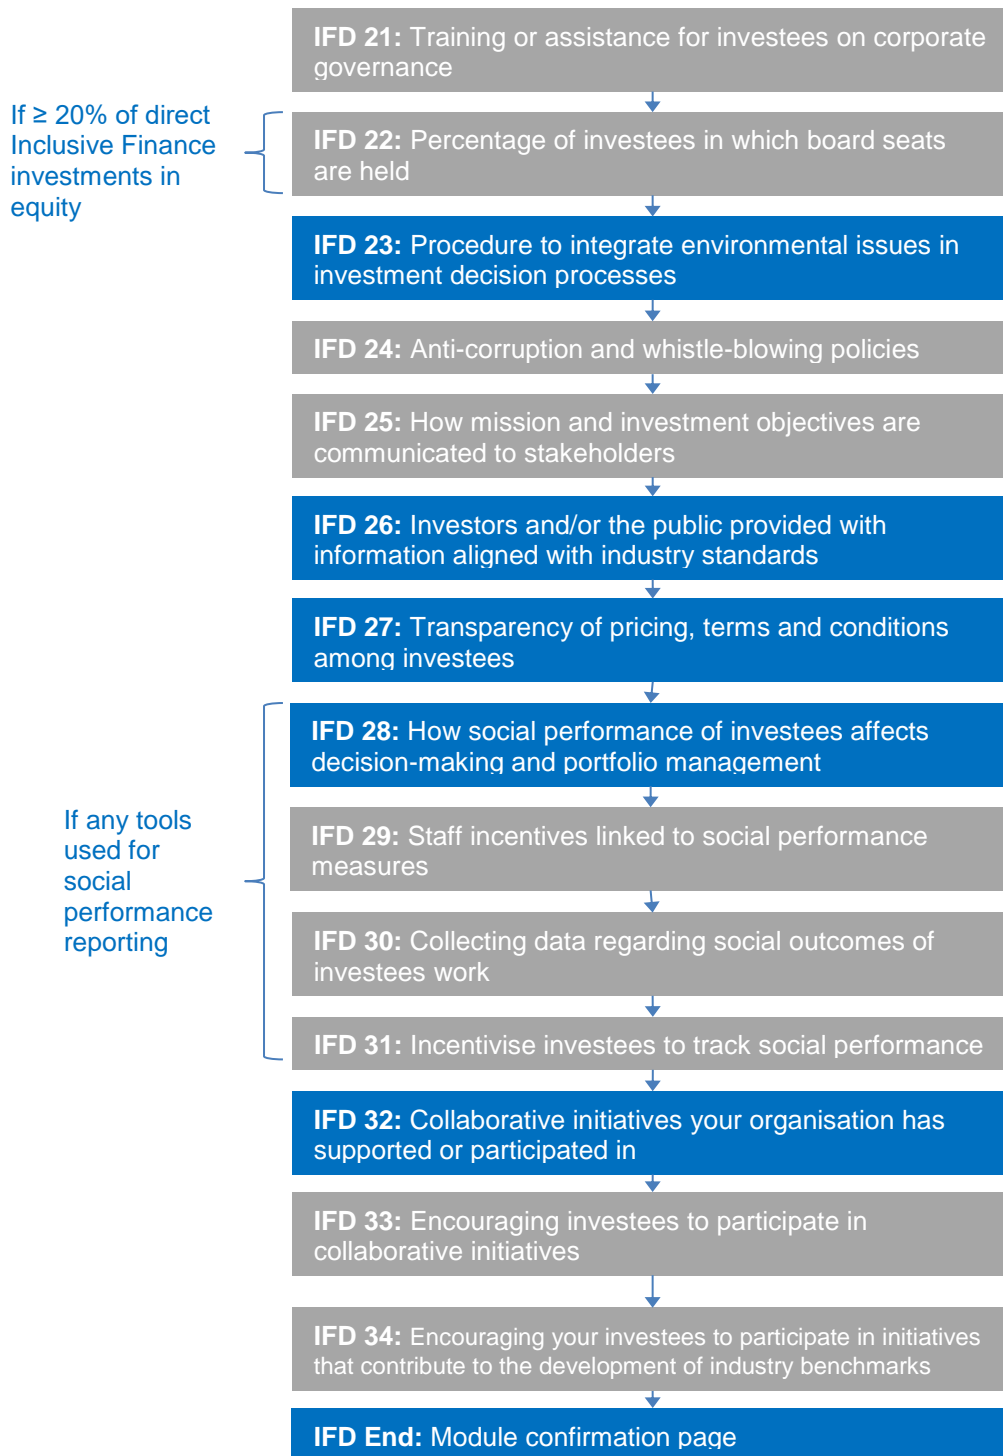 IFD 21: Training or assistance for investees on corporate
governance
If ≥ 20% of direct
Inclusive Finance
investments in
equity
IFD 22: Percentage of investees in which board seats
are held
IFD 23: Procedure to integrate environmental issues in
investment decision processes
IFD 24: Anti-corruption and whistle-blowing policies
IFD 25: How mission and investment objectives are
communicated to stakeholders
IFD 26: Investors and/or the public provided with
information aligned with industry standards
IFD 27: Transparency of pricing, terms and conditions
among investees
IFD 28: How social performance of investees affects
decision-making and portfolio management
If any tools
used for
social
performance
reporting
IFD 29: Staff incentives linked to social performance
measures
IFD 30: Collecting data regarding social outcomes of
investees work
IFD 31: Incentivise investees to track social performance
IFD 32: Collaborative initiatives your organisation has
supported or participated in
IFD 33: Encouraging investees to participate in
collaborative initiatives
IFD 34: Encouraging your investees to participate in initiatives
that contribute to the development of industry benchmarks
IFD End: Module confirmation page